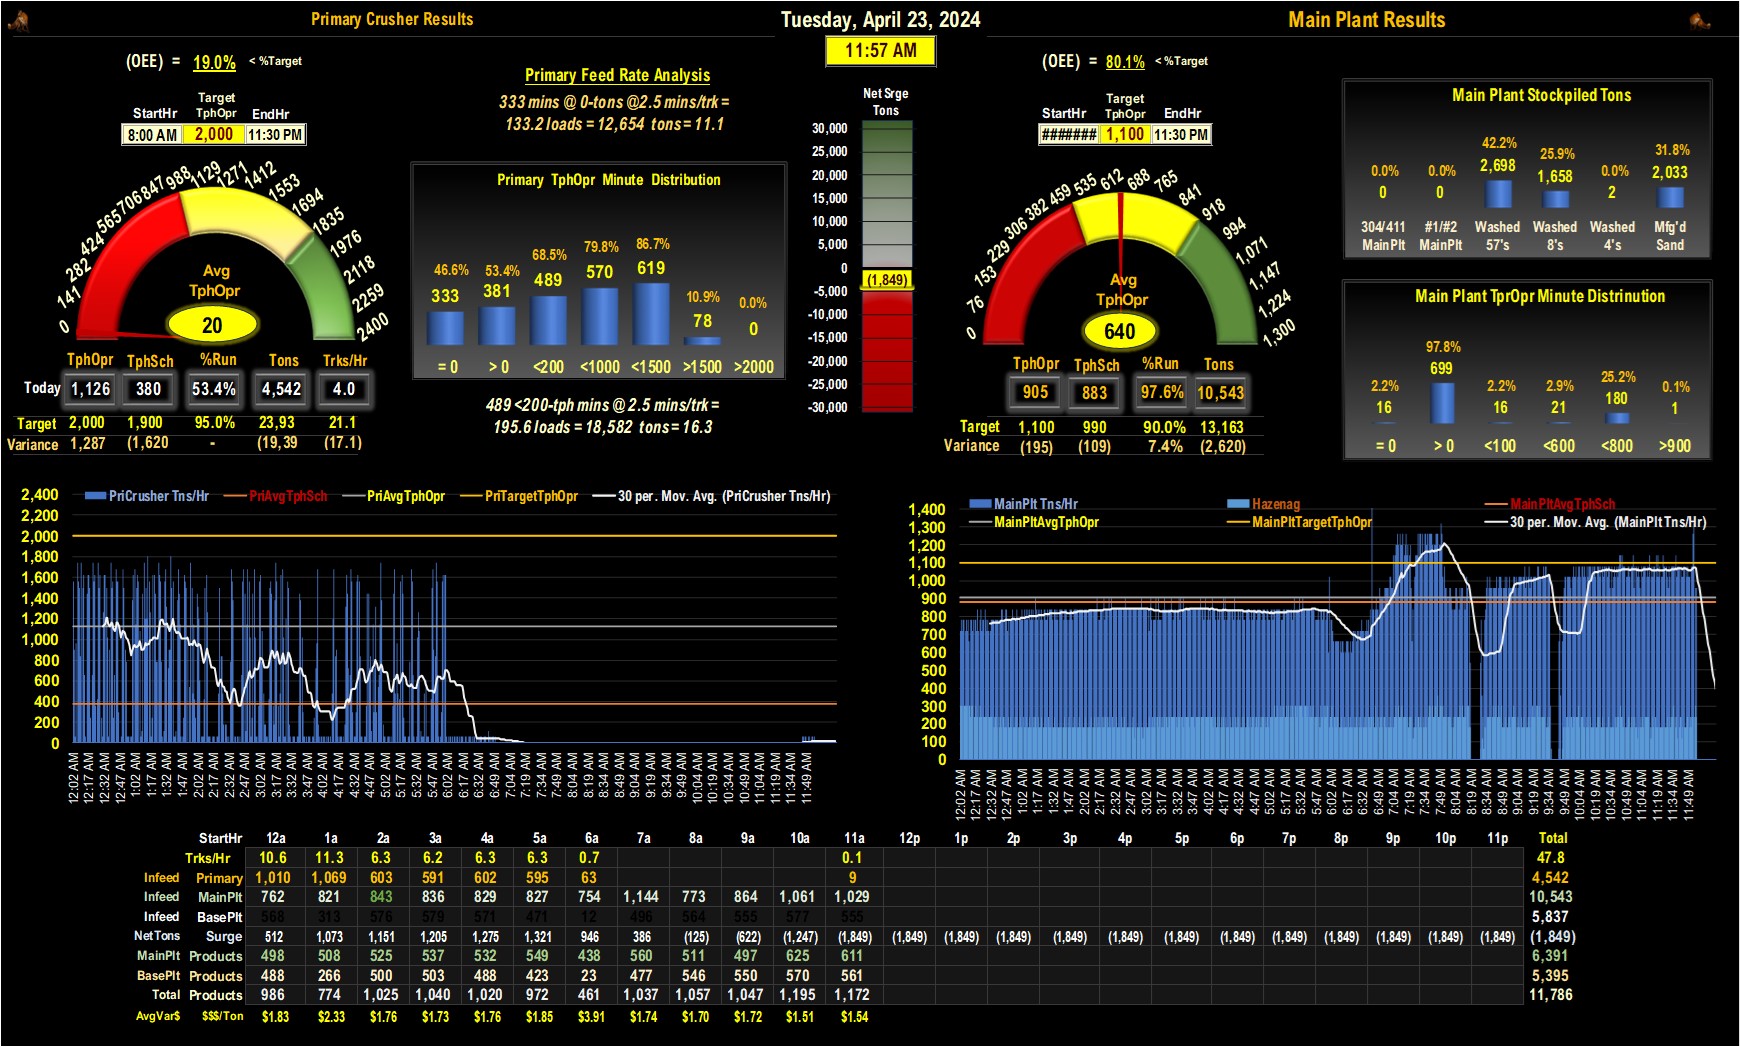 Primary Crusher Results
Tuesday, April 23, 2024
Main Plant Results
11:57 AM
(OEE) = 19.0% < %Target
StartHr Target TphOpr EndHr
8:00 AM 2,000 11:30 PM
0 141 282 424 565 706 847 988 1129 1271 1412 1553 1694 1835 1976 2118 2259 2400
Avg
TphOpr
20
TphOpr TphSch %Run Tons Trks/Hr
Today 1,126 380 53.4% 4,542 4.0
Target 2,000 1,900 95.0% 23,93 21.1
Variance 1,287 (1,620 - (19,39 (17.1)
Primary Feed Rate Analysis
333 mins @ 0-tons @2.5 mins/trk =
133.2 loads = 12,654 tons = 11.1
Primary TphOpr Minute Distribution
46.6% 53.4% 68.5% 79.8% 86.7% 10.9% 0.0%
333 381 489 570 619 78 0
= 0 > 0 <200 <1000 <1500 >1500 >2000
489 <200-tph mins @ 2.5 mins/trk =
195.6 loads = 18,582 tons = 16.3
Net Srge
Tons
30,000
25,000
20,000
15,000
10,000
5,000
0
(1,849)
-5,000
-10,000
-15,000
-20,000
-25,000
-30,000
(OEE) = 80.1% < %Target
StartHr Target TphOpr EndHr
####### 1,100 11:30 PM
0 76 153 229 306 382 459 535 612 688 765 841 918 994 1,071 1,147 1,224 1,300
Avg
TphOpr
640
TphOpr TphSch %Run Tons
905 883 97.6% 10,543
Target 1,100 990 90.0% 13,163
Variance (195) (109) 7.4% (2,620)
Main Plant Stockpiled Tons
0.0% 0.0% 42.2% 25.9% 0.0% 31.8%
0 0 2,698 1,658 2 2,033
304/411 #1/#2 Washed Washed Washed Mfg'd
MainPlt MainPlt 57's 8's 4's Sand
Main Plant TprOpr Minute Distrinution
2.2% 97.8% 2.2% 2.9% 25.2% 0.1%
16 699 16 21 180 1
= 0 > 0 <100 <600 <800 >900
PriCrusher Tns/Hr PriAvgTphSch PriAvgTphOpr PriTargetTphOpr 30 per. Mov. Avg. (PriCrusher Tns/Hr)
2,400
2,200
2,000
1,800
1,600
1,400
1,200
1,000
800
600
400
200
0
12:02 AM 12:17 AM 12:32 AM 12:47 AM 1:02 AM 1:17 AM 1:32 AM 1:47 AM 2:02 AM 2:17 AM 2:32 AM 2:47 AM 3:02 AM 3:17 AM 3:32 AM 3:47 AM 4:02 AM 4:17 AM 4:32 AM 4:47 AM 5:02 AM 5:17 AM 5:32 AM 5:47 AM 6:02 AM 6:17 AM 6:32 AM 6:49 AM 7:04 AM 7:19 AM 7:34 AM 7:49 AM 8:04 AM 8:19 AM 8:34 AM 8:49 AM 9:04 AM 9:19 AM 9:34 AM 9:49 AM 10:04 AM 10:19 AM 10:34 AM 10:49 AM 11:04 AM 11:19 AM 11:34 AM 11:49 AM
MainPlt Tns/Hr Hazenag MainPltAvgTphSch
MainPltAvgTphOpr MainPltTargetTphOpr 30 per. Mov. Avg. (MainPlt Tns/Hr)
1,400
1,300
1,200
1,100
1,000
900
800
700
600
500
400
300
200
100
0
12:02 AM 12:17 AM 12:32 AM 12:47 AM 1:02 AM 1:17 AM 1:32 AM 1:47 AM 2:02 AM 2:17 AM 2:32 AM 2:47 AM 3:02 AM 3:17 AM 3:32 AM 3:47 AM 4:02 AM 4:17 AM 4:32 AM 4:47 AM 5:02 AM 5:17 AM 5:32 AM 5:47 AM 6:02 AM 6:17 AM 6:32 AM 6:49 AM 7:04 AM 7:19 AM 7:34 AM 7:49 AM 8:04 AM 8:19 AM 8:34 AM 8:49 AM 9:04 AM 9:19 AM 9:34 AM 9:49 AM 10:04 AM 10:19 AM 10:34 AM 10:49 AM 11:04 AM 11:19 AM 11:34 AM 11:49 AM
StartHr 12a 1a 2a 3a 4a 5a 6a 7a 8a 9a 10a 11a 12p 1p 2p 3p 4p 5p 6p 7p 8p 9p 10p 11p Total
Trks/Hr 10.6 11.3 6.3 6.2 6.3 6.3 0.7 0.1 47.8
Infeed Primary 1,010 1,069 603 591 602 595 63 9 4,542
Infeed MainPlt 762 821 843 836 829 827 754 1,144 773 864 1,061 1,029 10,543
Infeed BasePlt 568 313 576 579 571 471 12 496 564 555 577 555 5,837
NetTons Surge 512 1,073 1,151 1,205 1,275 1,321 946 386 (125) (622) (1,247) (1,849) (1,849) (1,849) (1,849) (1,849) (1,849) (1,849) (1,849) (1,849) (1,849) (1,849) (1,849) (1,849) (1,849)
MainPlt Products 498 508 525 537 532 549 438 560 511 497 625 611 6,391
BasePlt Products 488 266 500 503 488 423 23 477 546 550 570 561 5,395
Total Products 986 774 1,025 1,040 1,020 972 461 1,037 1,057 1,047 1,195 1,172 11,786
AvgVar$ $$$/Ton $1.83 $2.33 $1.76 $1.73 $1.76 $1.85 $3.91 $1.74 $1.70 $1.72 $1.51 $1.54